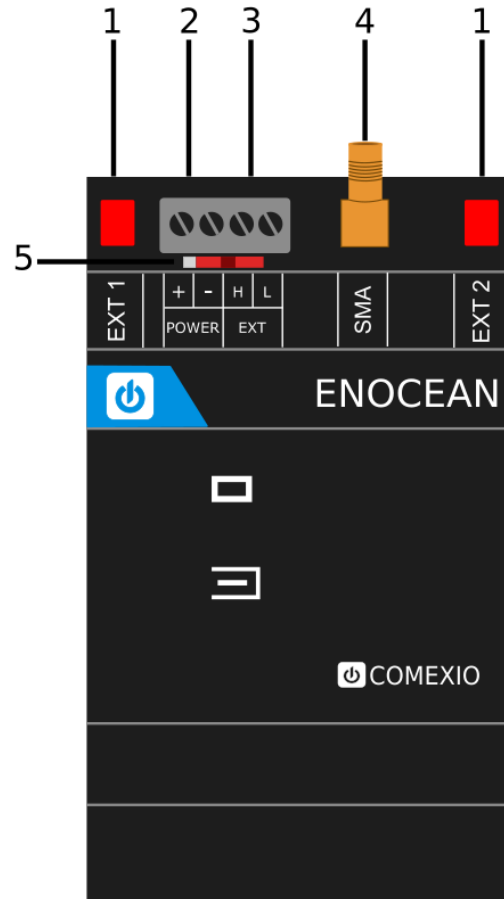 1 2 3 4 1
5
EXT 1
+ - H L
POWER EXT
SMA
EXT 2
ENOCEAN
COMEXIO